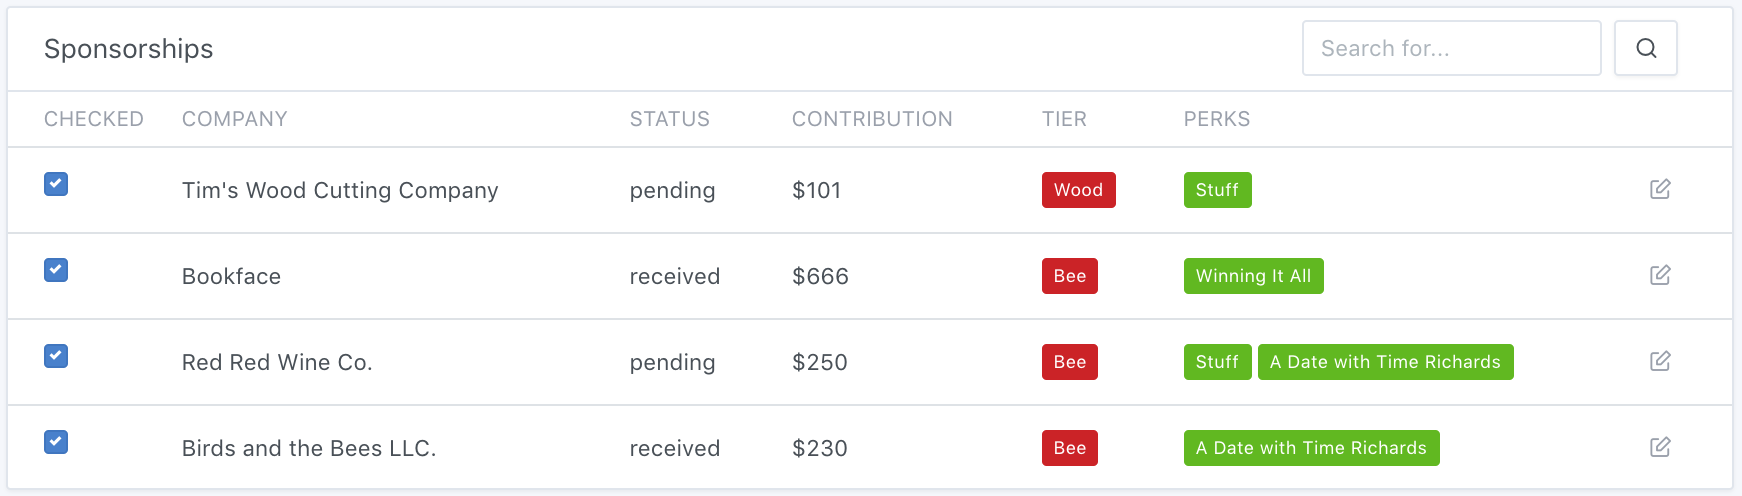 Sponsorships Search for...
CHECKED COMPANY STATUS CONTRIBUTION TIER PERKS
Tim's Wood Cutting Company pending $101 Wood Stuff
Bookface received $666 Bee Winning It All
Red Red Wine Co. pending $250 Bee Stuff A Date with Time Richards
Birds and the Bees LLC. received $230 Bee A Date with Time Richards